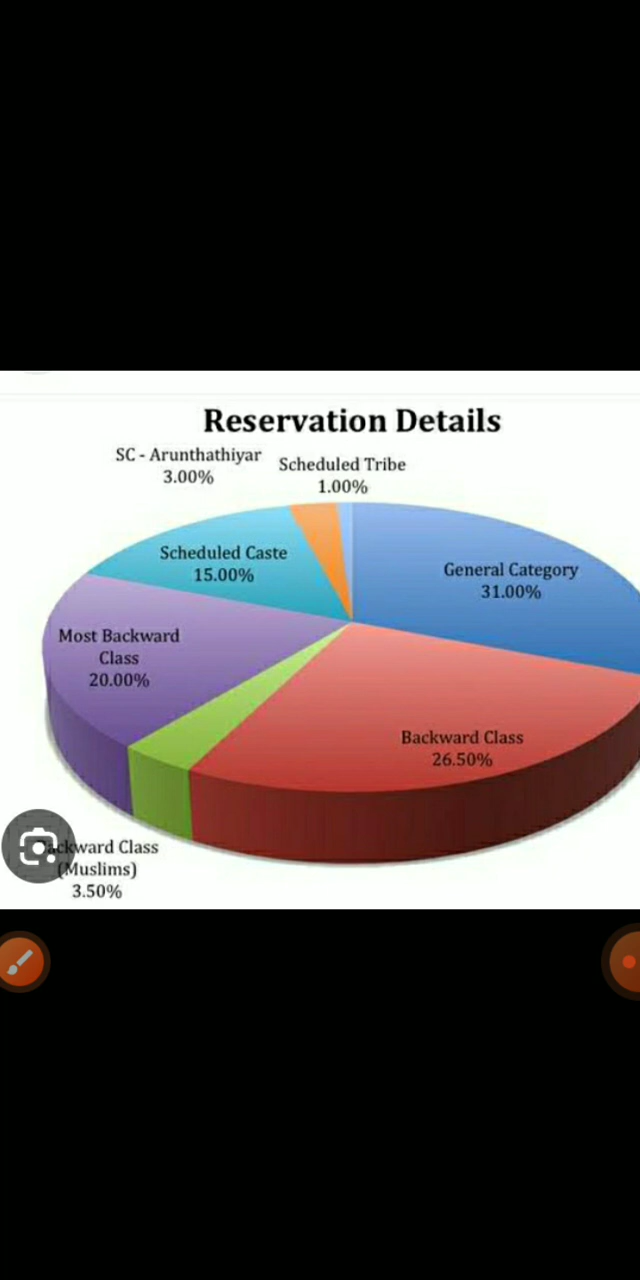 Reservation Details
SC - Arunthathiyar
3.00%
Scheduled Tribe
1.00%
Scheduled Caste
15.00%
General Category
31.00%
Most Backward
Class
20.00%
Backward Class
26.50%
Class
(Muslims)
3.50%